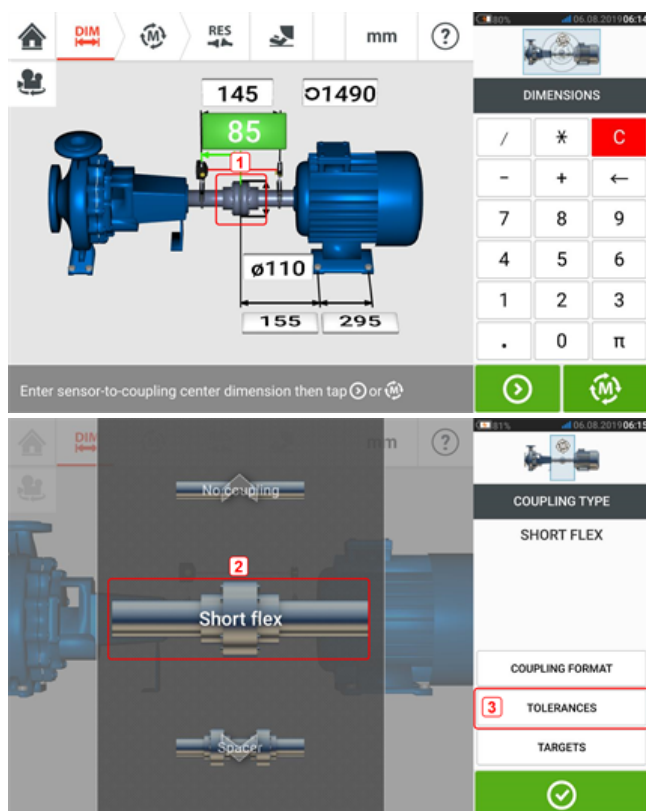 80% 06.08.2019 06:14
DIM
M
RES
mm
?
145
1490
85
1
ø110
155 295
DIMENSIONS
/ * C
- + ←
7 8 9
4 5 6
1 2 3
. 0 π
Enter sensor-to-coupling center dimension then tap or M
M
81% 06.08.2019 06:15
DIM
mm
?
No coupling
2
Short flex
Spacer
COUPLING TYPE
SHORT FLEX
COUPLING FORMAT
3 TOLERANCES
TARGETS